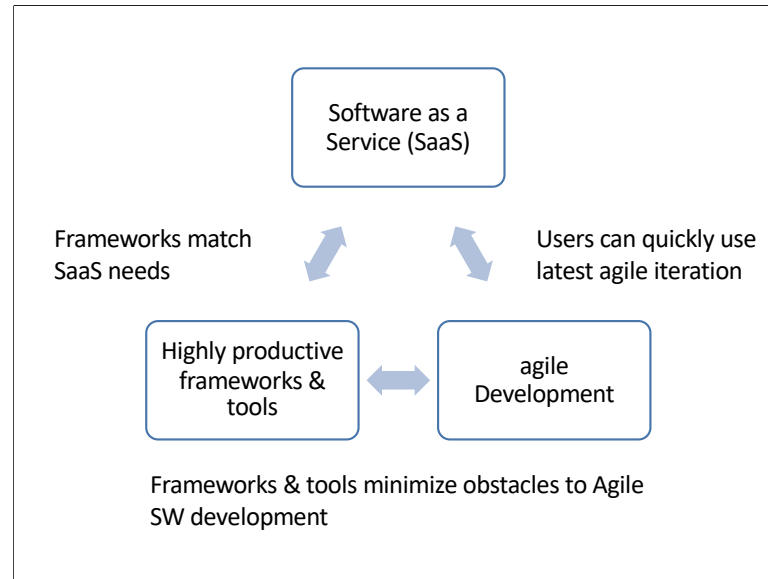 Software as a
Service (SaaS)
Frameworks match
SaaS needs
Users can quickly use
latest agile iteration
Highly productive
frameworks &
tools
agile
Development
Frameworks & tools minimize obstacles to Agile
SW development